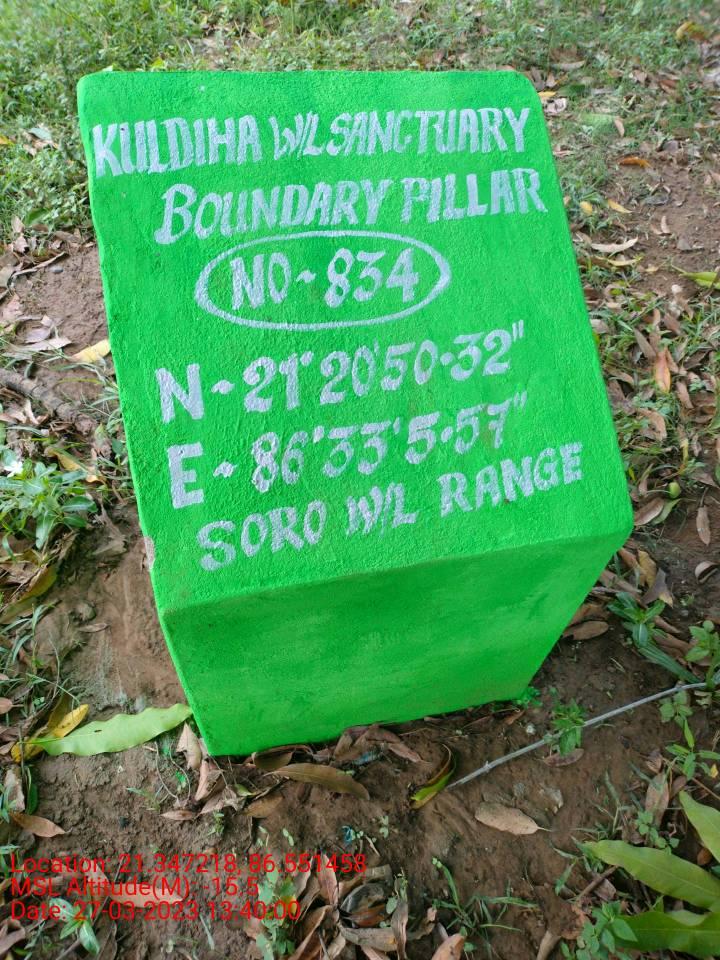 KULDIHA W/L SANCTUARY
BOUNDARY PILLAR
NO~834
N~21°20'50.32"
E~86°33'5.57"
SORO W/L RANGE
Location: 21.347218, 86.551458
MSL Altitude(M): -15.5
Date: 27-03-2023 13:40:00